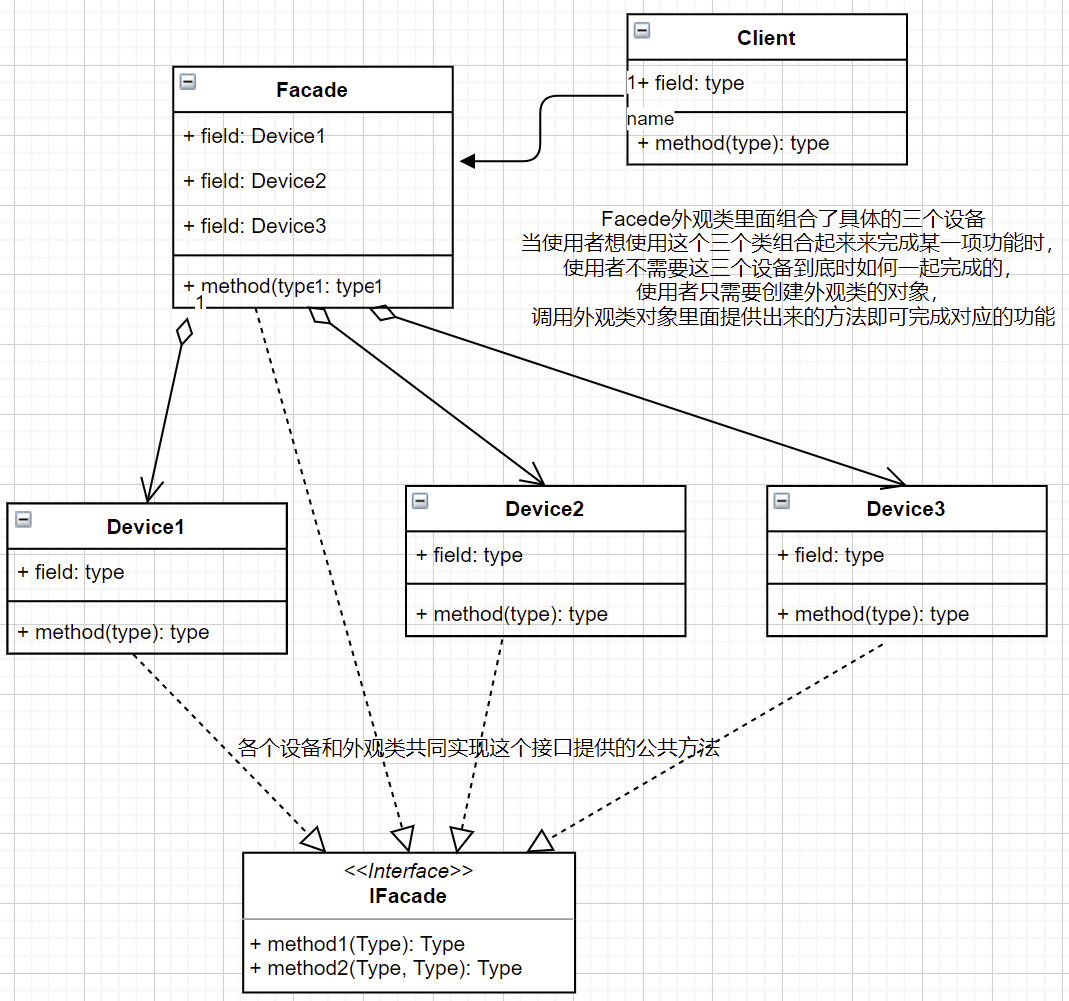 Client
1+ field: type
name
+ method(type): type
Facade
+ field: Device1
+ field: Device2
+ field: Device3
+ method(type1: type1
1
Facede外观类里面组合了具体的三个设备
当使用者想使用这个三个类组合起来来完成某一项功能时，
使用者不需要这三个设备到底时如何一起完成的，
使用者只需要创建外观类的对象，
调用外观类对象里面提供出来的方法即可完成对应的功能
Device1
+ field: type
+ method(type): type
Device2
+ field: type
+ method(type): type
Device3
+ field: type
+ method(type): type
各个设备和外观类共同实现这个接口提供的公共方法
<<Interface>>
IFacade
+ method1(Type): Type
+ method2(Type, Type): Type